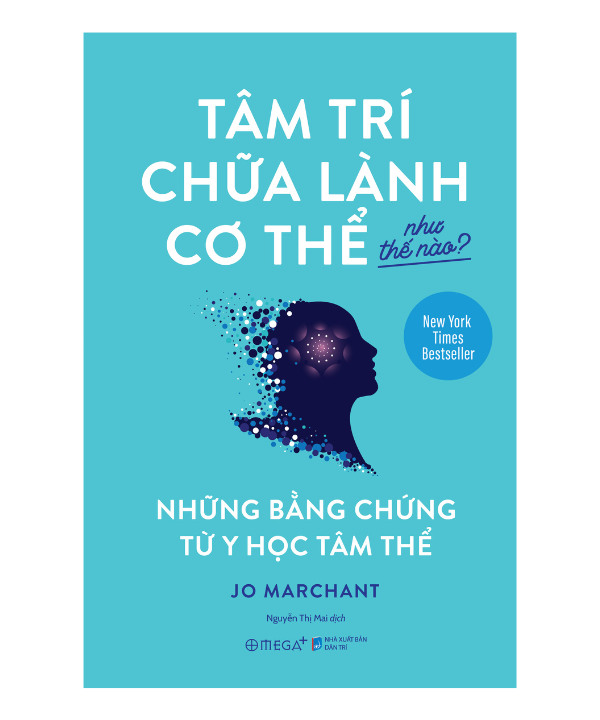 TÂM TRÍ
CHỮA LÀNH
CƠ THỂ
như
thế nào?
New York
Times
Bestseller
NHỮNG BẰNG CHỨNG
TỪ Y HỌC TÂM THỂ
JO MARCHANT
Nguyễn Thị Mai dịch
OMEGA+
NHÀ XUẤT BẢN
DÂN TRÍ